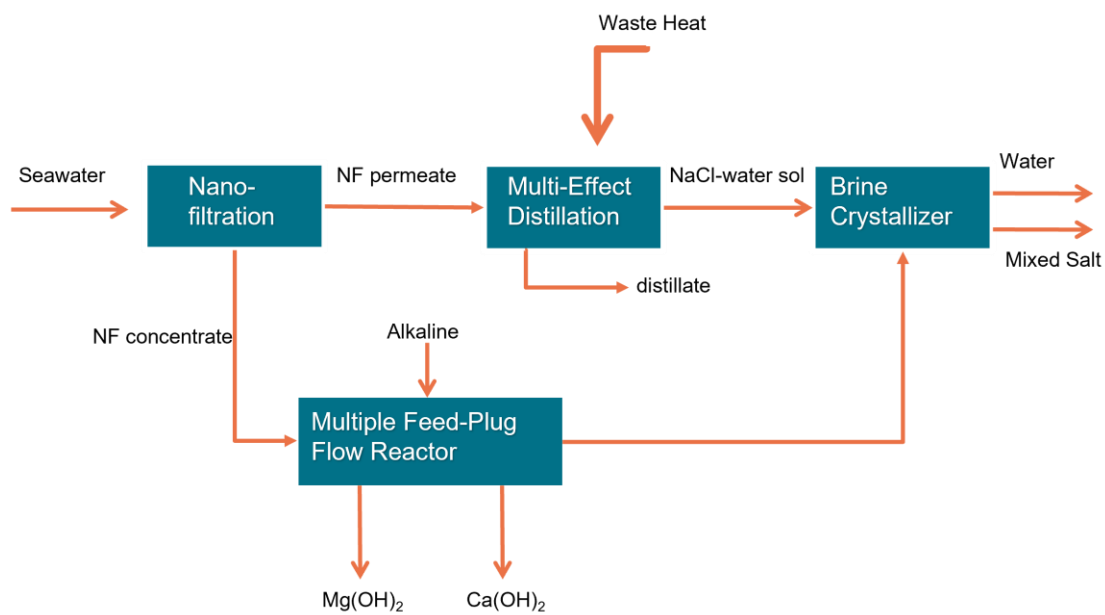 Waste Heat
Seawater
Nano-
filtration
NF permeate
Multi-Effect
Distillation
NaCl-water sol
Brine
Crystallizer
Water
Mixed Salt
distillate
NF concentrate
Alkaline
Multiple Feed-Plug
Flow Reactor
Mg(OH)₂
Ca(OH)₂